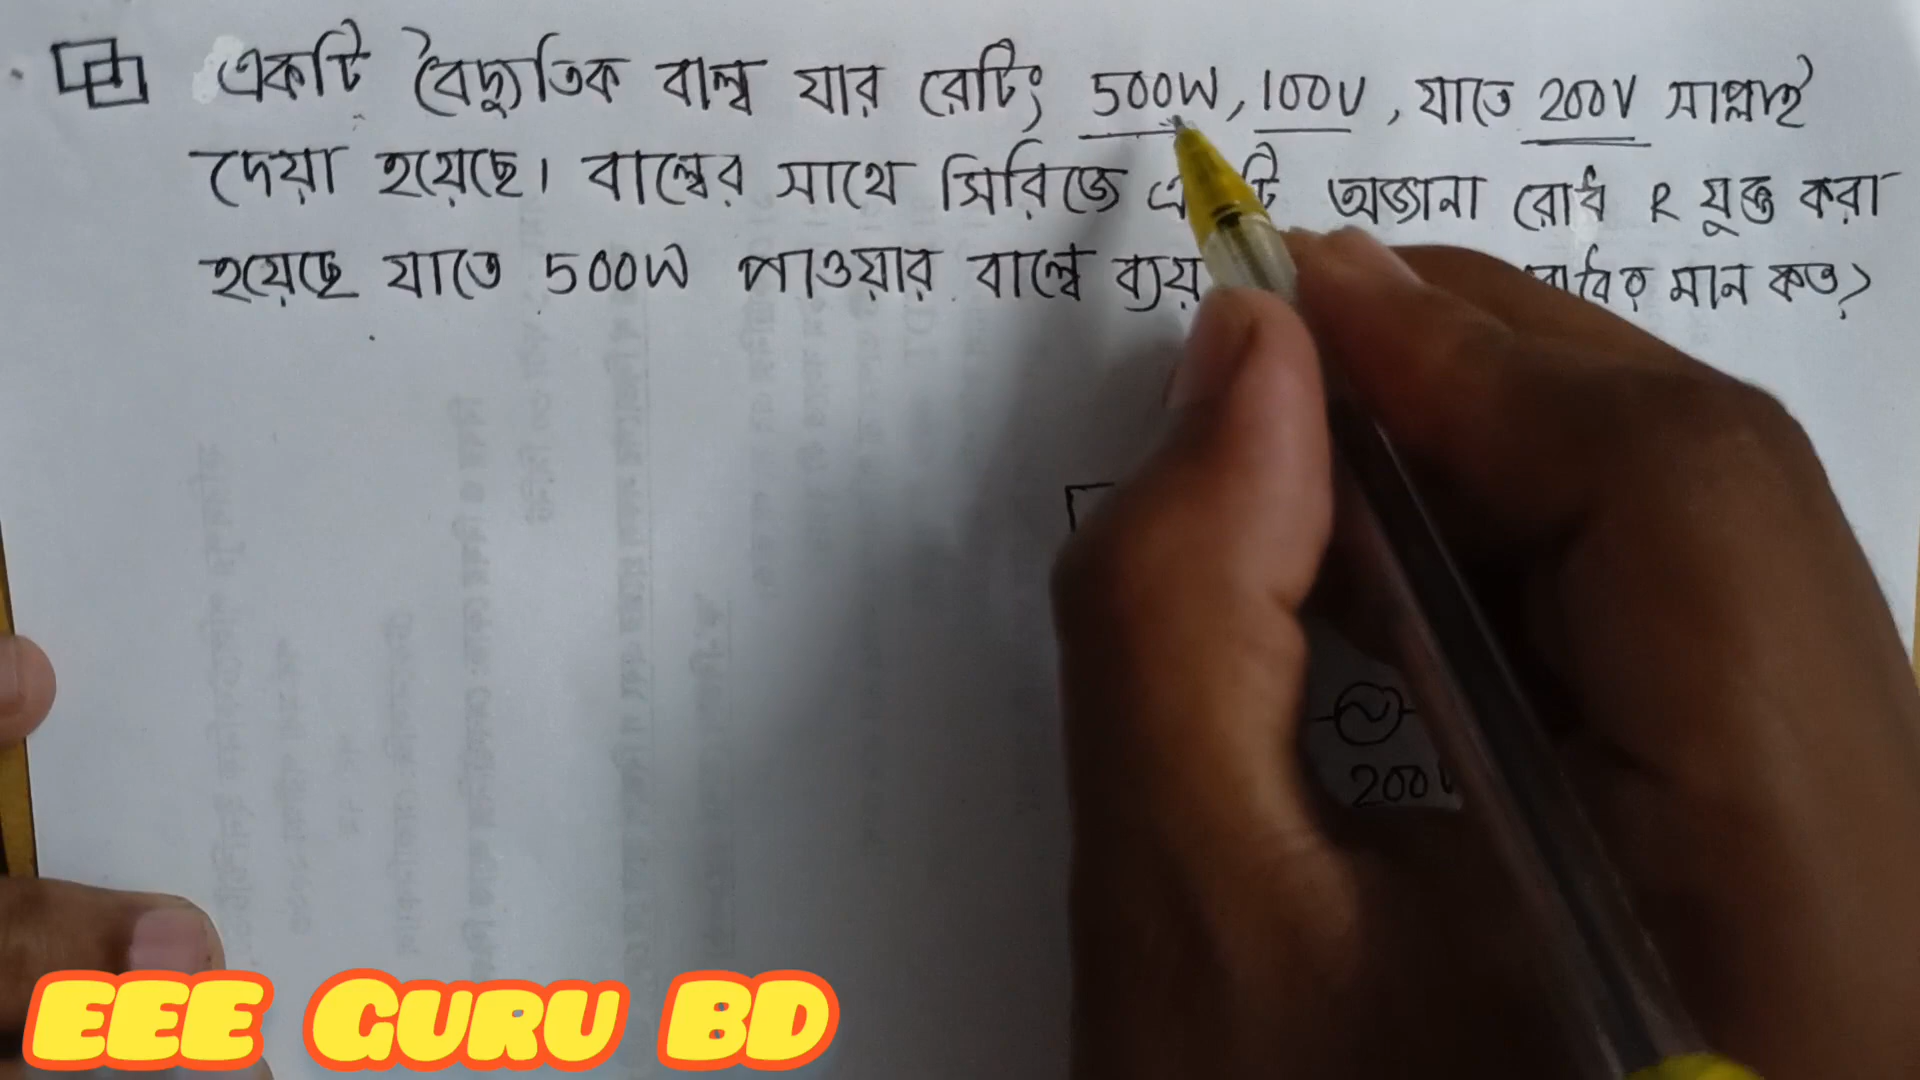 একটি বৈদ্যুতিক বাল্ব যার রেটিং 500W, 100V, যাতে 200V সাপ্লাই
দেয়া হয়েছে। বাল্বের সাথে সিরিজে অজানা রোধ R যুক্ত করা
হয়েছে যাতে 500W পাওয়ার বাল্বে ব্যয় মান কত?
200V
EEE GURU BD